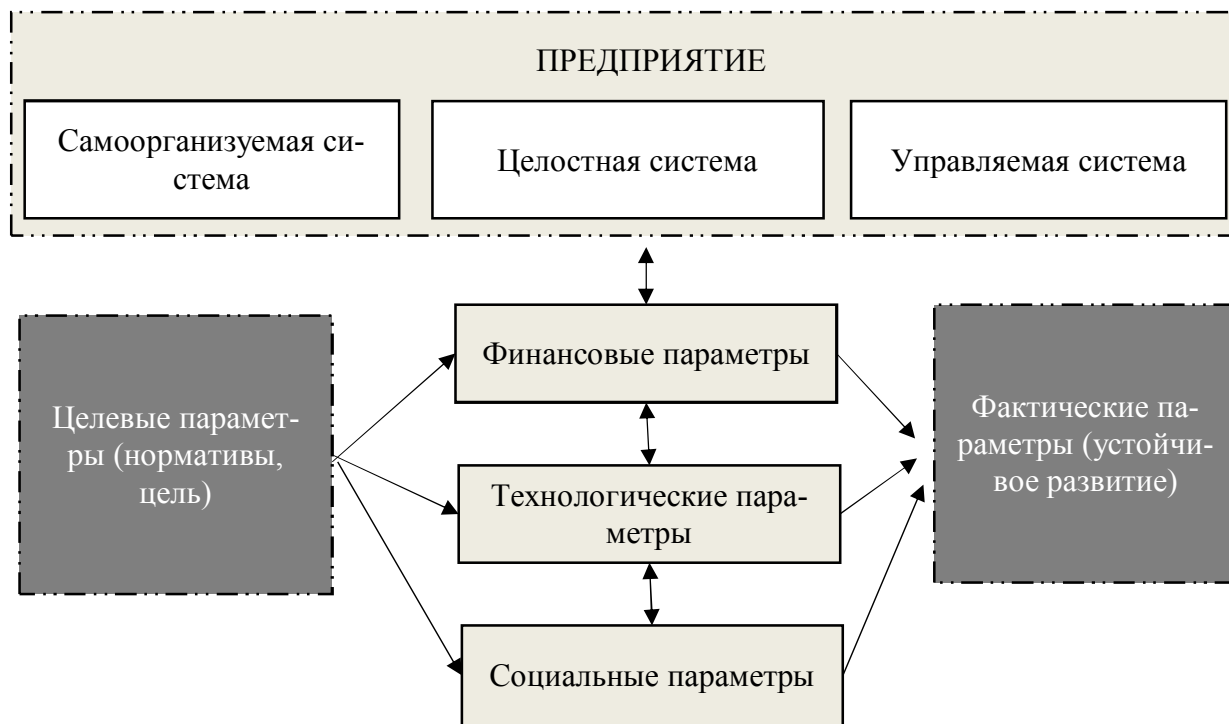 ПРЕДПРИЯТИЕ
Самоорганизуемая си-
стема
Целостная система
Управляемая система
Финансовые параметры
Целевые парамет-
ры (нормативы,
цель)
Фактические па-
раметры (устойчи-
вое развитие)
Технологические пара-
метры
Социальные параметры